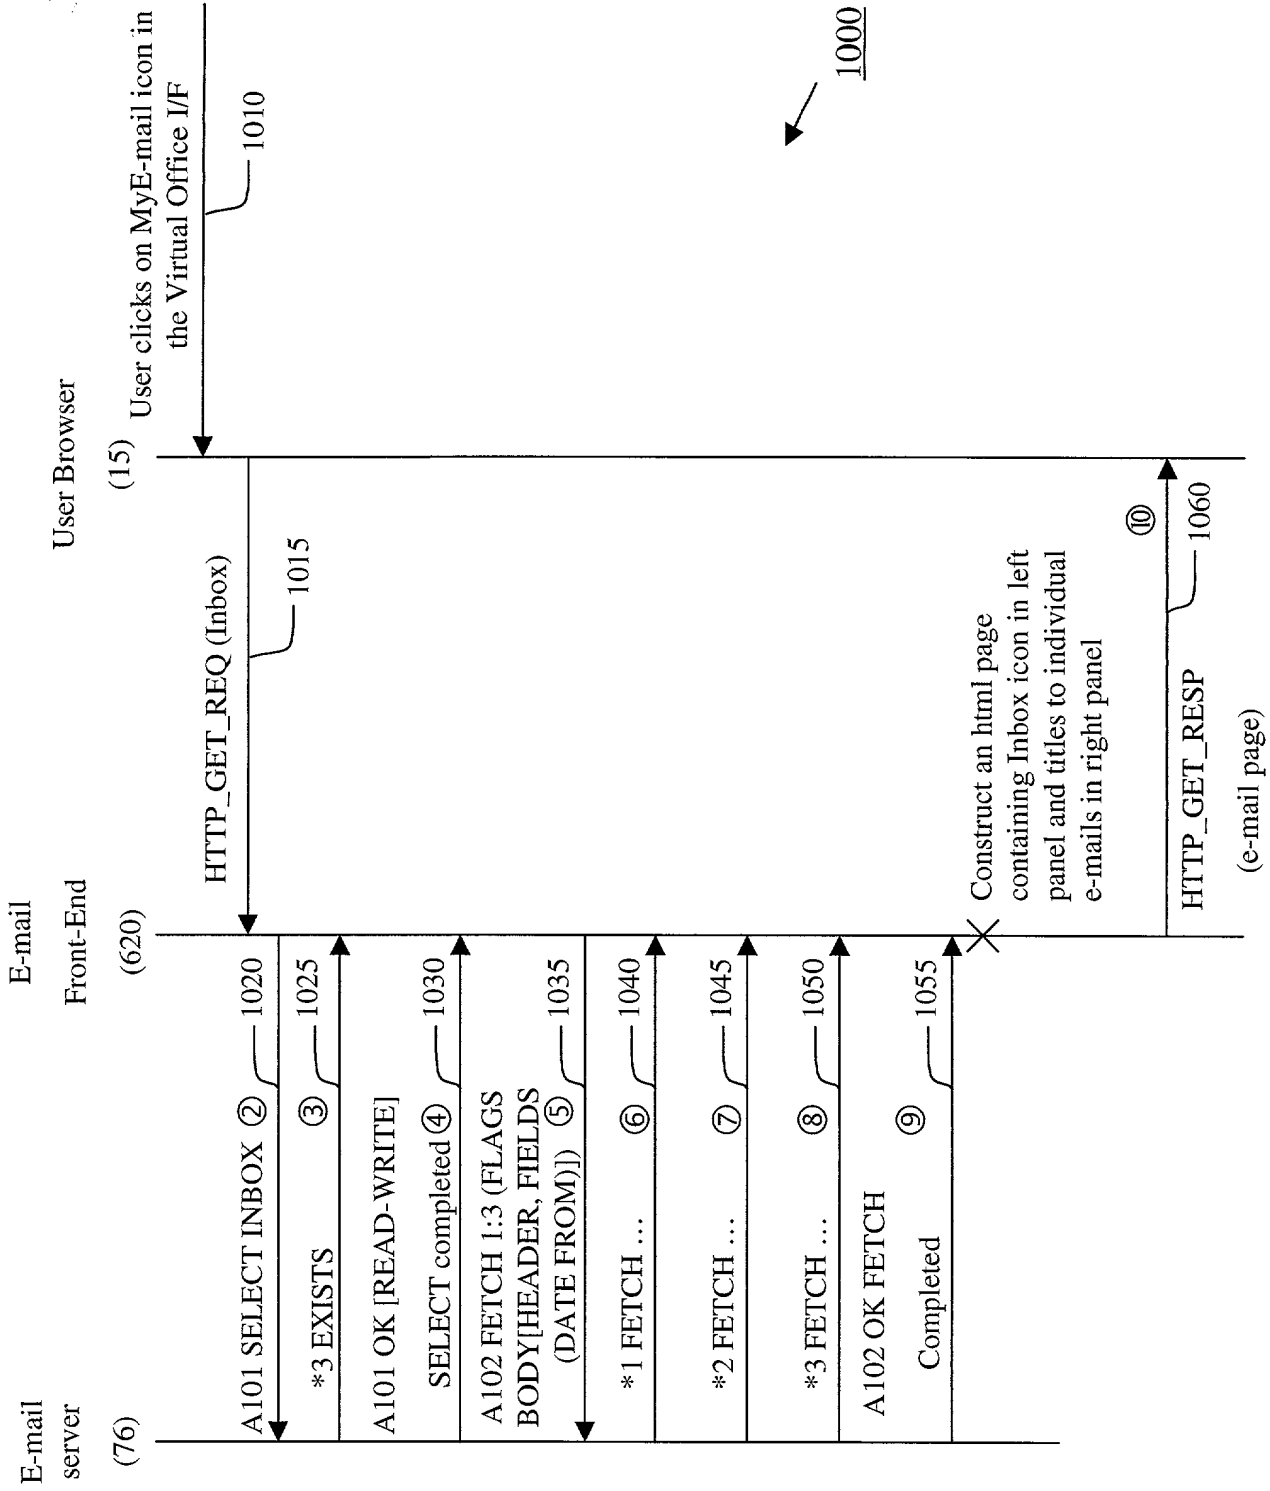 E-mail
server
(76)
E-mail
Front-End
(620)
User Browser
(15)
User clicks on MyE-mail icon in
the Virtual Office I/F
1010
HTTP_GET_REQ (Inbox)
1015
A101 SELECT INBOX ②
1020
*3 EXISTS ③
1025
A101 OK [READ-WRITE]
SELECT completed ④
1030
A102 FETCH 1:3 (FLAGS
BODY[HEADER, FIELDS
(DATE FROM)]) ⑤
1035
*1 FETCH ... ⑥
1040
*2 FETCH ... ⑦
1045
*3 FETCH ... ⑧
1050
A102 OK FETCH
Completed ⑨
1055
Construct an html page
containing Inbox icon in left
panel and titles to individual
e-mails in right panel
⑩
HTTP_GET_RESP
1060
(e-mail page)
1000